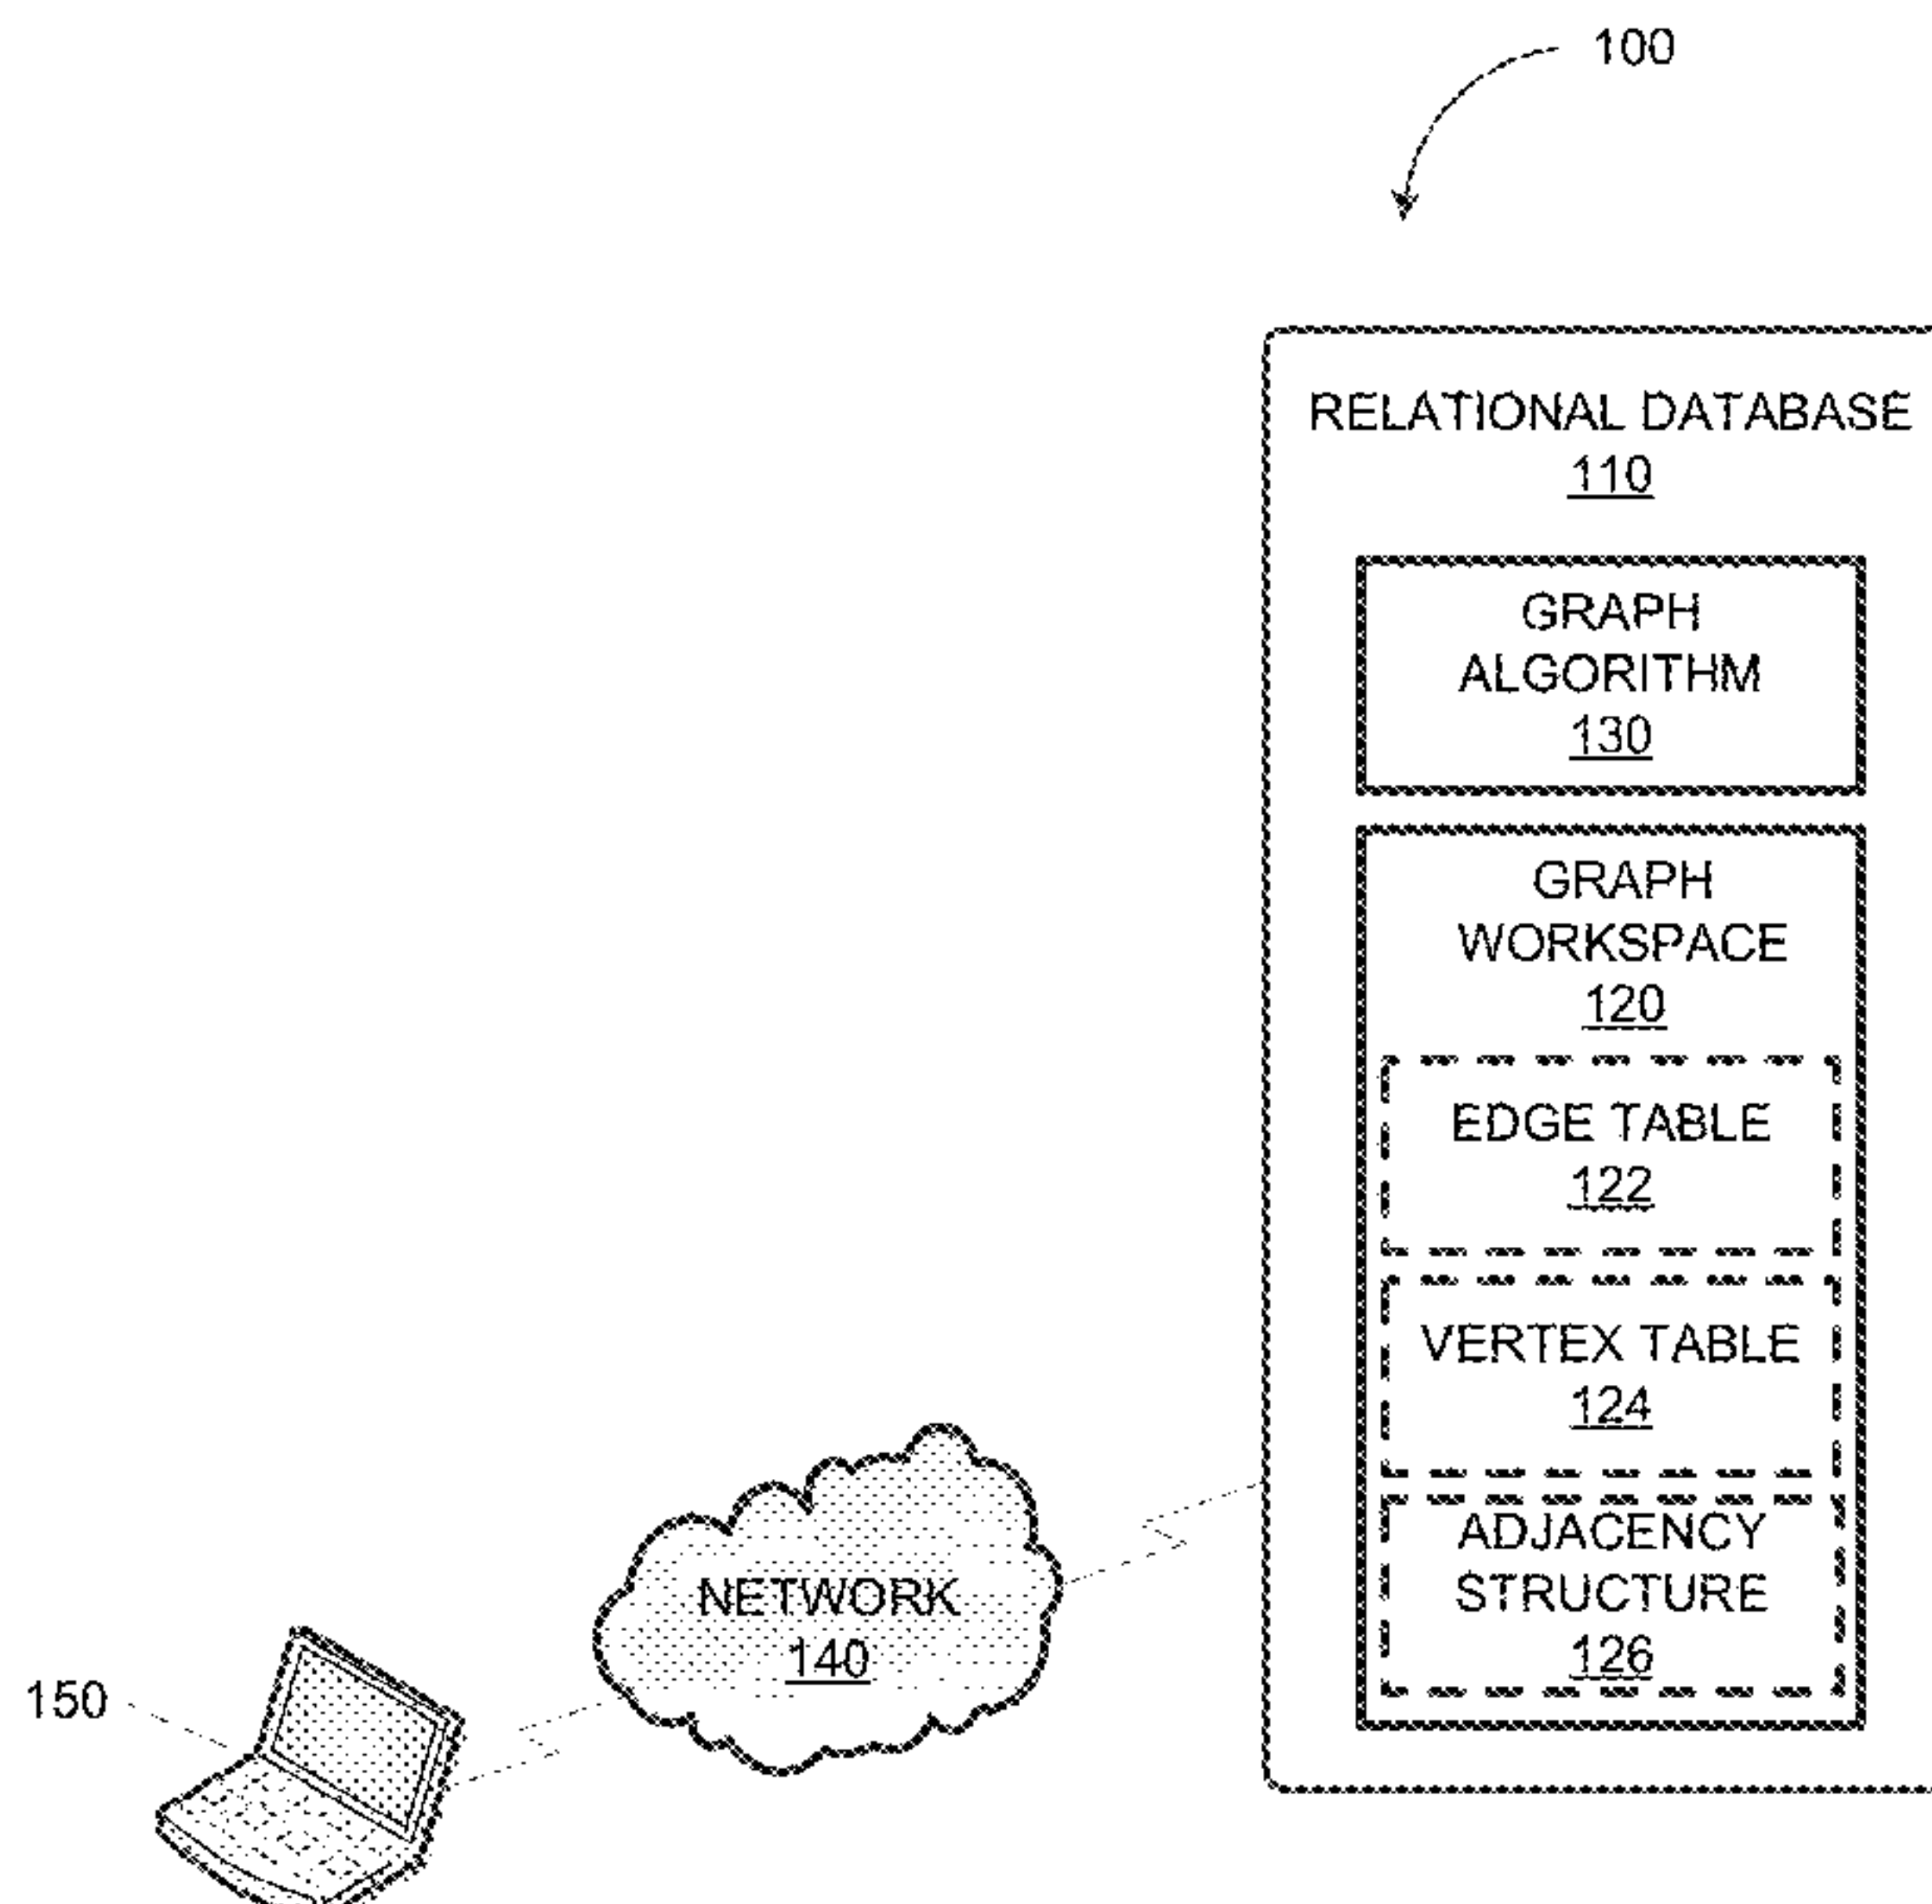 100
RELATIONAL DATABASE
110
GRAPH
ALGORITHM
130
GRAPH
WORKSPACE
120
EDGE TABLE
122
VERTEX TABLE
124
ADJACENCY
STRUCTURE
126
NETWORK
140
150